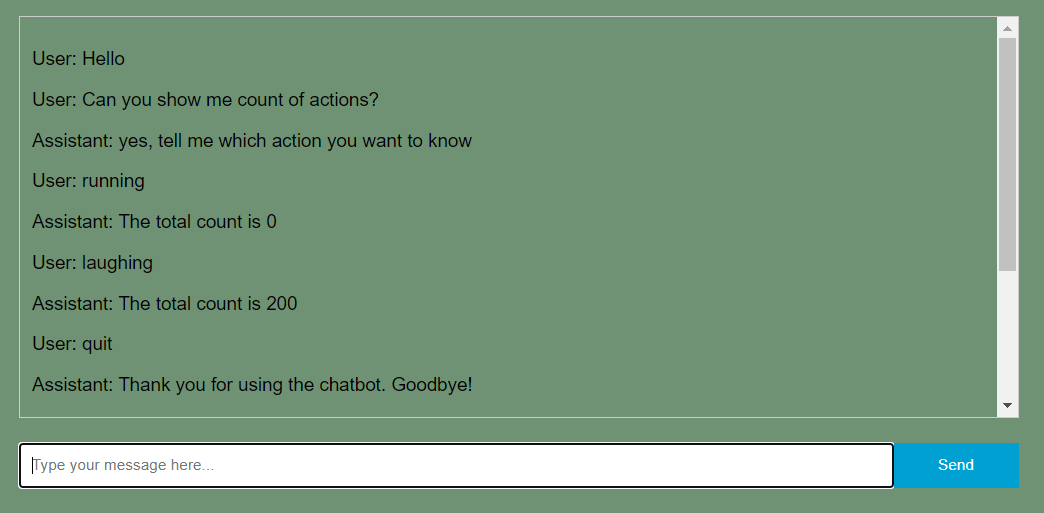 User: Hello
User: Can you show me count of actions?
Assistant: yes, tell me which action you want to know
User: running
Assistant: The total count is 0
User: laughing
Assistant: The total count is 200
User: quit
Assistant: Thank you for using the chatbot. Goodbye!
Type your message here...
Send